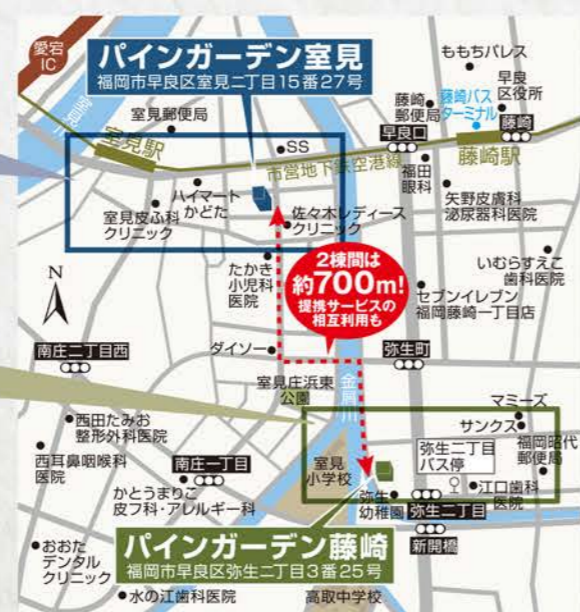 愛宕
IC
パインガーデン室見
福岡市早良区室見二丁目15番27号
ももちパレス
早良
区役所
藤崎
郵便局
藤崎バス
ターミナル
室見川
室見郵便局
早良口
藤崎
室見駅
SS
市営地下鉄空港線
藤崎駅
福田
眼科
ハイマート
かどた
室見皮ふ科
クリニック
佐々木レディース
クリニック
矢野皮膚科
泌尿器科医院
2棟間は
約700m!
提携サービスの
相互利用も
たかき
小児科
医院
いむらすえこ
歯科医院
N
セブンイレブン
福岡藤崎一丁目店
南庄二丁目西
ダイソー
弥生町
室見庄浜東
公園
金屑川
マミーズ
サンクス
西田たみお
整形外科医院
弥生二丁目
バス停
福岡昭代
郵便局
西耳鼻咽喉科
医院
南庄一丁目
室見
小学校
かとうまりこ
皮フ科・アレルギー科
弥生
幼稚園
江口歯科
医院
弥生二丁目
新開橋
パインガーデン藤崎
福岡市早良区弥生二丁目3番25号
おおた
デンタル
クリニック
水の江歯科医院
高取中学校